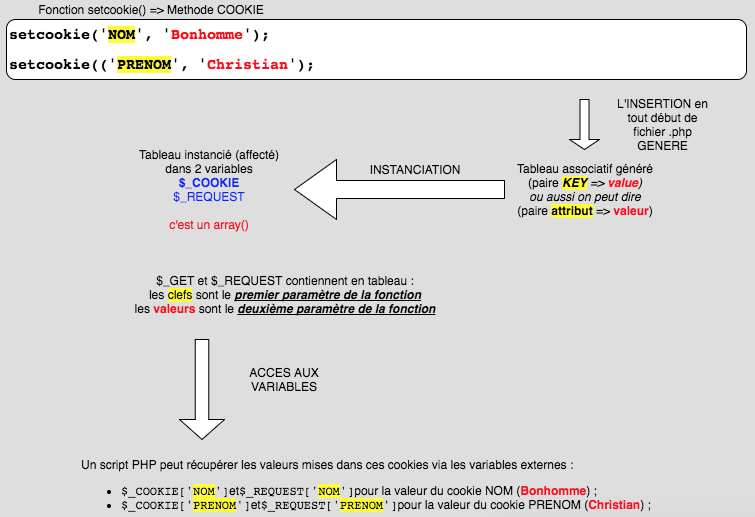 Fonction setcookie() => Methode COOKIE
setcookie('NOM', 'Bonhomme');
setcookie(('PRENOM', 'Christian');
L'INSERTION en
tout début de
fichier .php
GENERE
Tableau associatif généré
(paire KEY => value)
ou aussi on peut dire
(paire attribut => valeur)
INSTANCIATION
Tableau instancié (affecté)
dans 2 variables
$_COOKIE
$_REQUEST
c'est un array()
$_GET et $_REQUEST contiennent en tableau :
les clefs sont le premier paramètre de la fonction
les valeurs sont le deuxième paramètre de la fonction
ACCES AUX
VARIABLES
Un script PHP peut récupérer les valeurs mises dans ces cookies via les variables externes :
• $_COOKIE['NOM']et$_REQUEST['NOM']pour la valeur du cookie NOM (Bonhomme) ;
• $_COOKIE['PRENOM']et$_REQUEST['PRENOM']pour la valeur du cookie PRENOM (Christian) ;